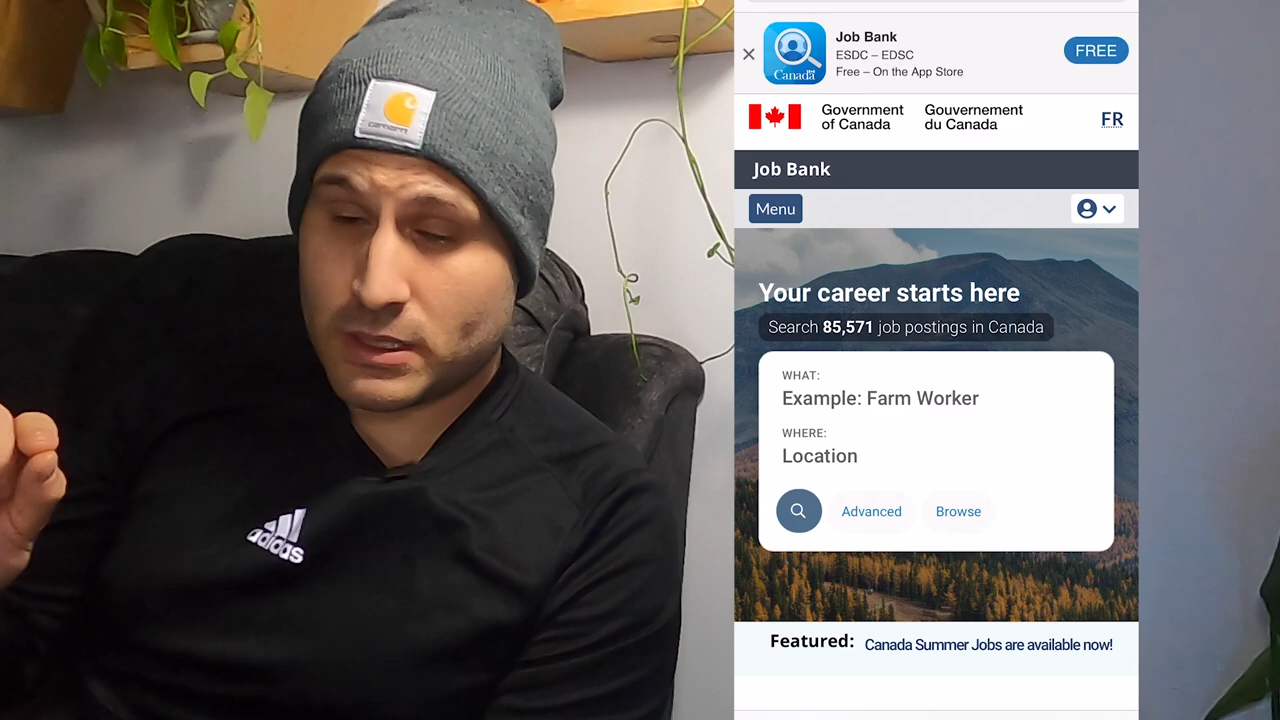 carhartt
adidas
Job Bank
ESDC – EDSC
Free – On the App Store
FREE
Canada
Government
of Canada
Gouvernement
du Canada
FR
Job Bank
Menu
Your career starts here
Search 85,571 job postings in Canada
WHAT:
Example: Farm Worker
WHERE:
Location
Advanced
Browse
Featured: Canada Summer Jobs are available now!